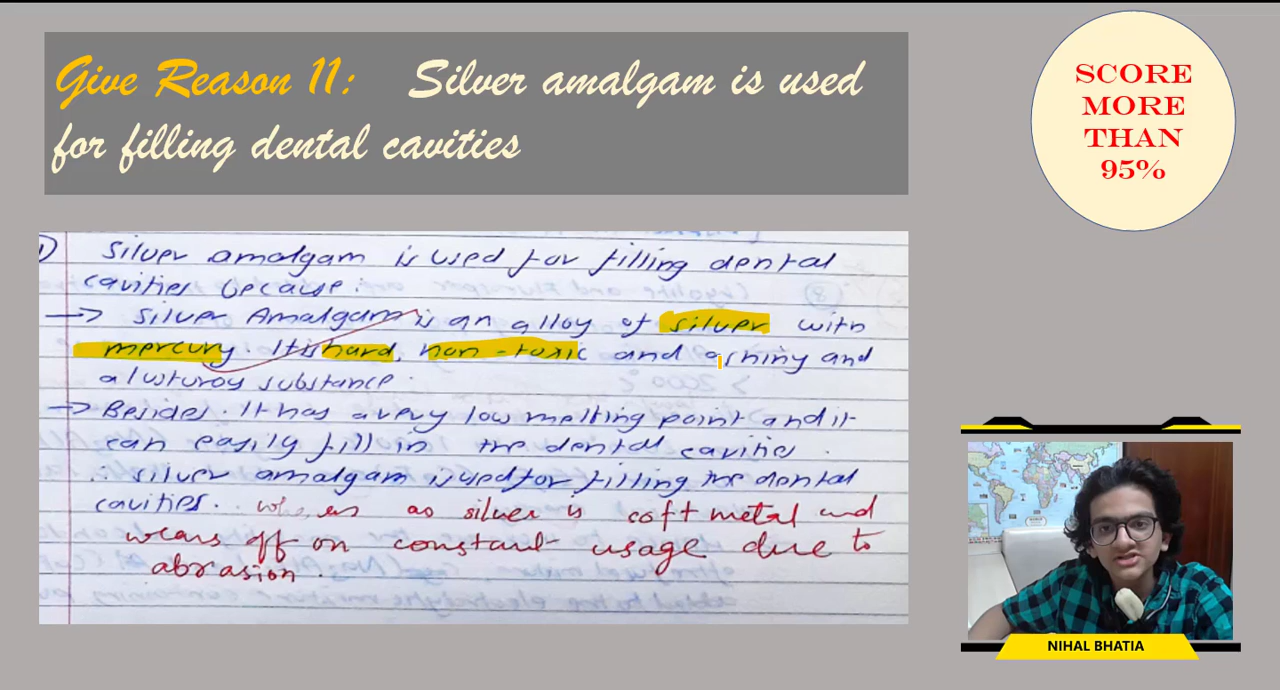 Give Reason 11: Silver amalgam is used
for filling dental cavities
SCORE
MORE
THAN
95%
Silver amalgam is used for filling dental
cavities because:
→ Silver Amalgam is an alloy of silver with
mercury. It is hard, non-toxic and a shiny and
a lusturoy substance.
→ Besides. It has a very low melting point and it
can easily fill in the dental cavities.
∴ silver amalgam is used for filling the dental
cavities. as silver is soft metal and
wears off on constant usage due to
abrasion.
NIHAL BHATIA